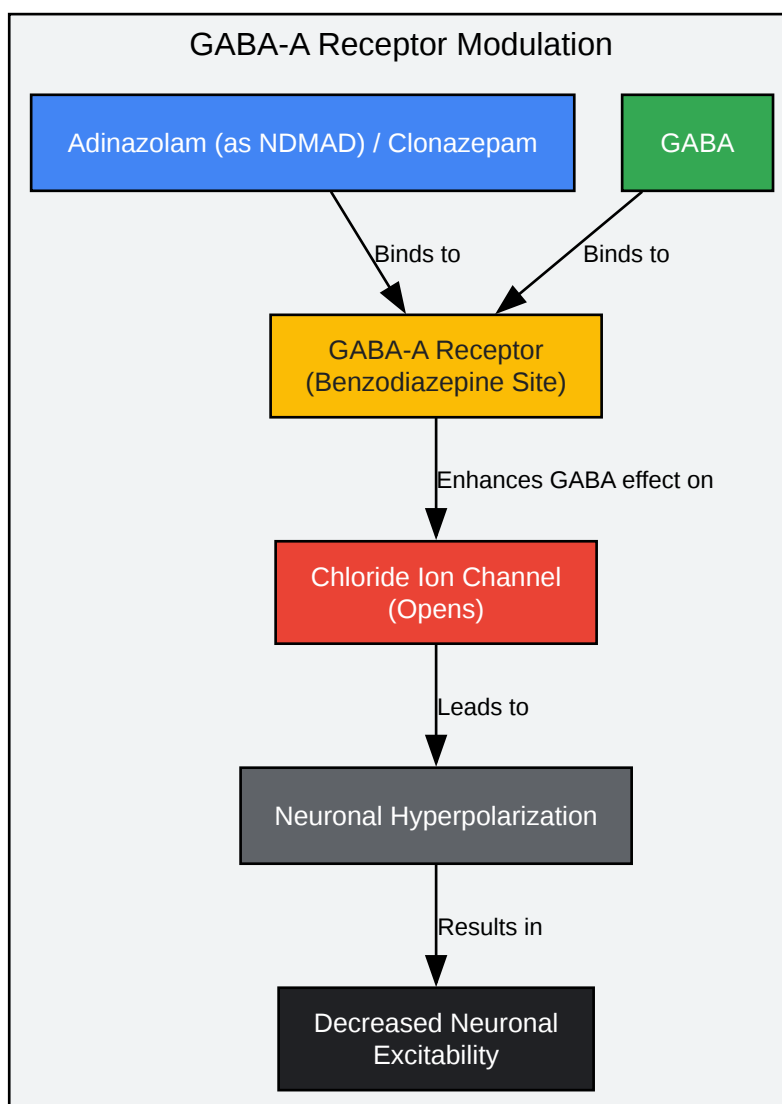 GABA-A Receptor Modulation
Adinazolam (as NDMAD) / Clonazepam
GABA
Binds to
Binds to
GABA-A Receptor
(Benzodiazepine Site)
Enhances GABA effect on
Chloride Ion Channel
(Opens)
Leads to
Neuronal Hyperpolarization
Results in
Decreased Neuronal
Excitability